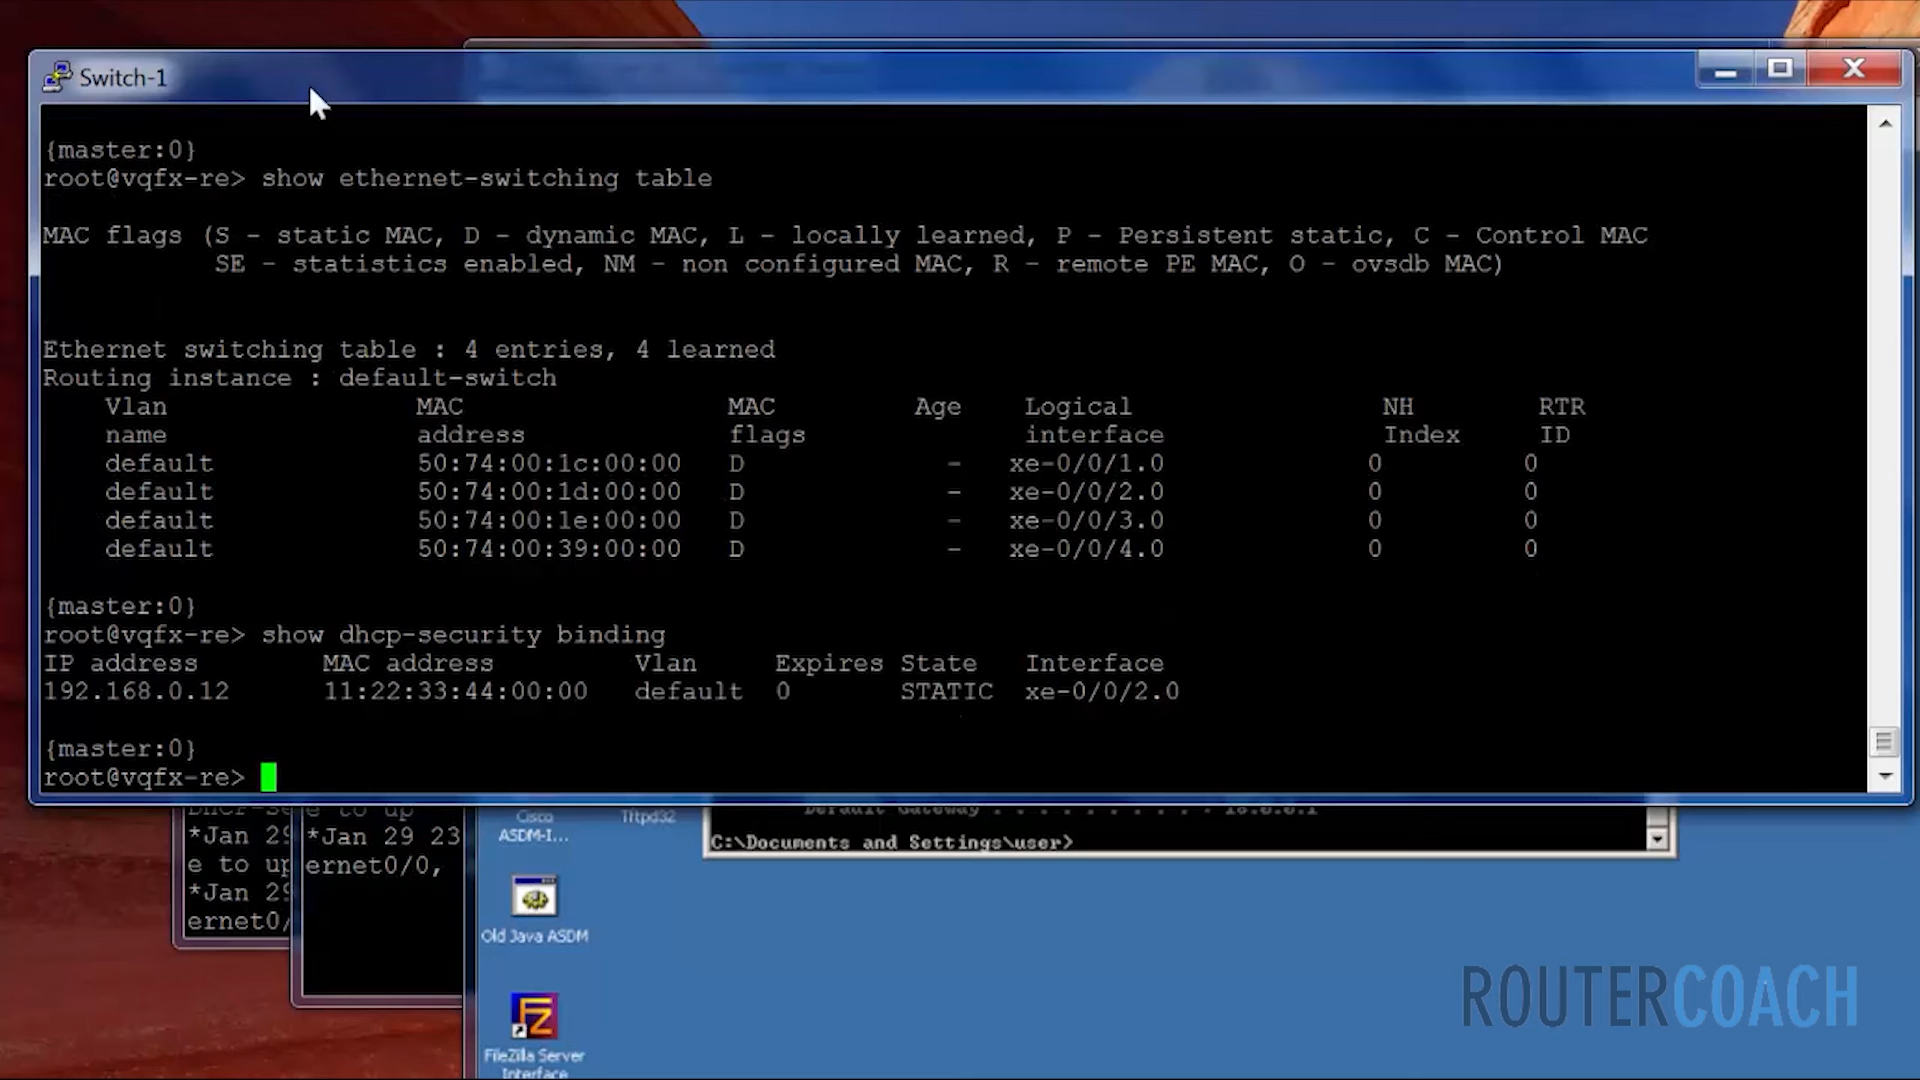 Switch-1
{master:0}
root@vqfx-re> show ethernet-switching table
MAC flags (S - static MAC, D - dynamic MAC, L - locally learned, P - Persistent static, C - Control MAC
SE - statistics enabled, NM - non configured MAC, R - remote PE MAC, O - ovsdb MAC)
Ethernet switching table : 4 entries, 4 learned
Routing instance : default-switch
Vlan MAC MAC Age Logical NH RTR
name address flags interface Index ID
default 50:74:00:1c:00:00 D - xe-0/0/1.0 0 0
default 50:74:00:1d:00:00 D - xe-0/0/2.0 0 0
default 50:74:00:1e:00:00 D - xe-0/0/3.0 0 0
default 50:74:00:39:00:00 D - xe-0/0/4.0 0 0
{master:0}
root@vqfx-re> show dhcp-security binding
IP address MAC address Vlan Expires State Interface
192.168.0.12 11:22:33:44:00:00 default 0 STATIC xe-0/0/2.0
{master:0}
root@vqfx-re>
e to up
*Jan 29
e to up
*Jan 29
ernet0/
*Jan 29 23
ernet0/0,
Cisco
ASDM-I...
Tftpd32
Default Gateway . . . . . . . . . :
C:\Documents and Settings\user>
Old Java ASDM
FileZilla Server
Interface
ROUTERCOACH